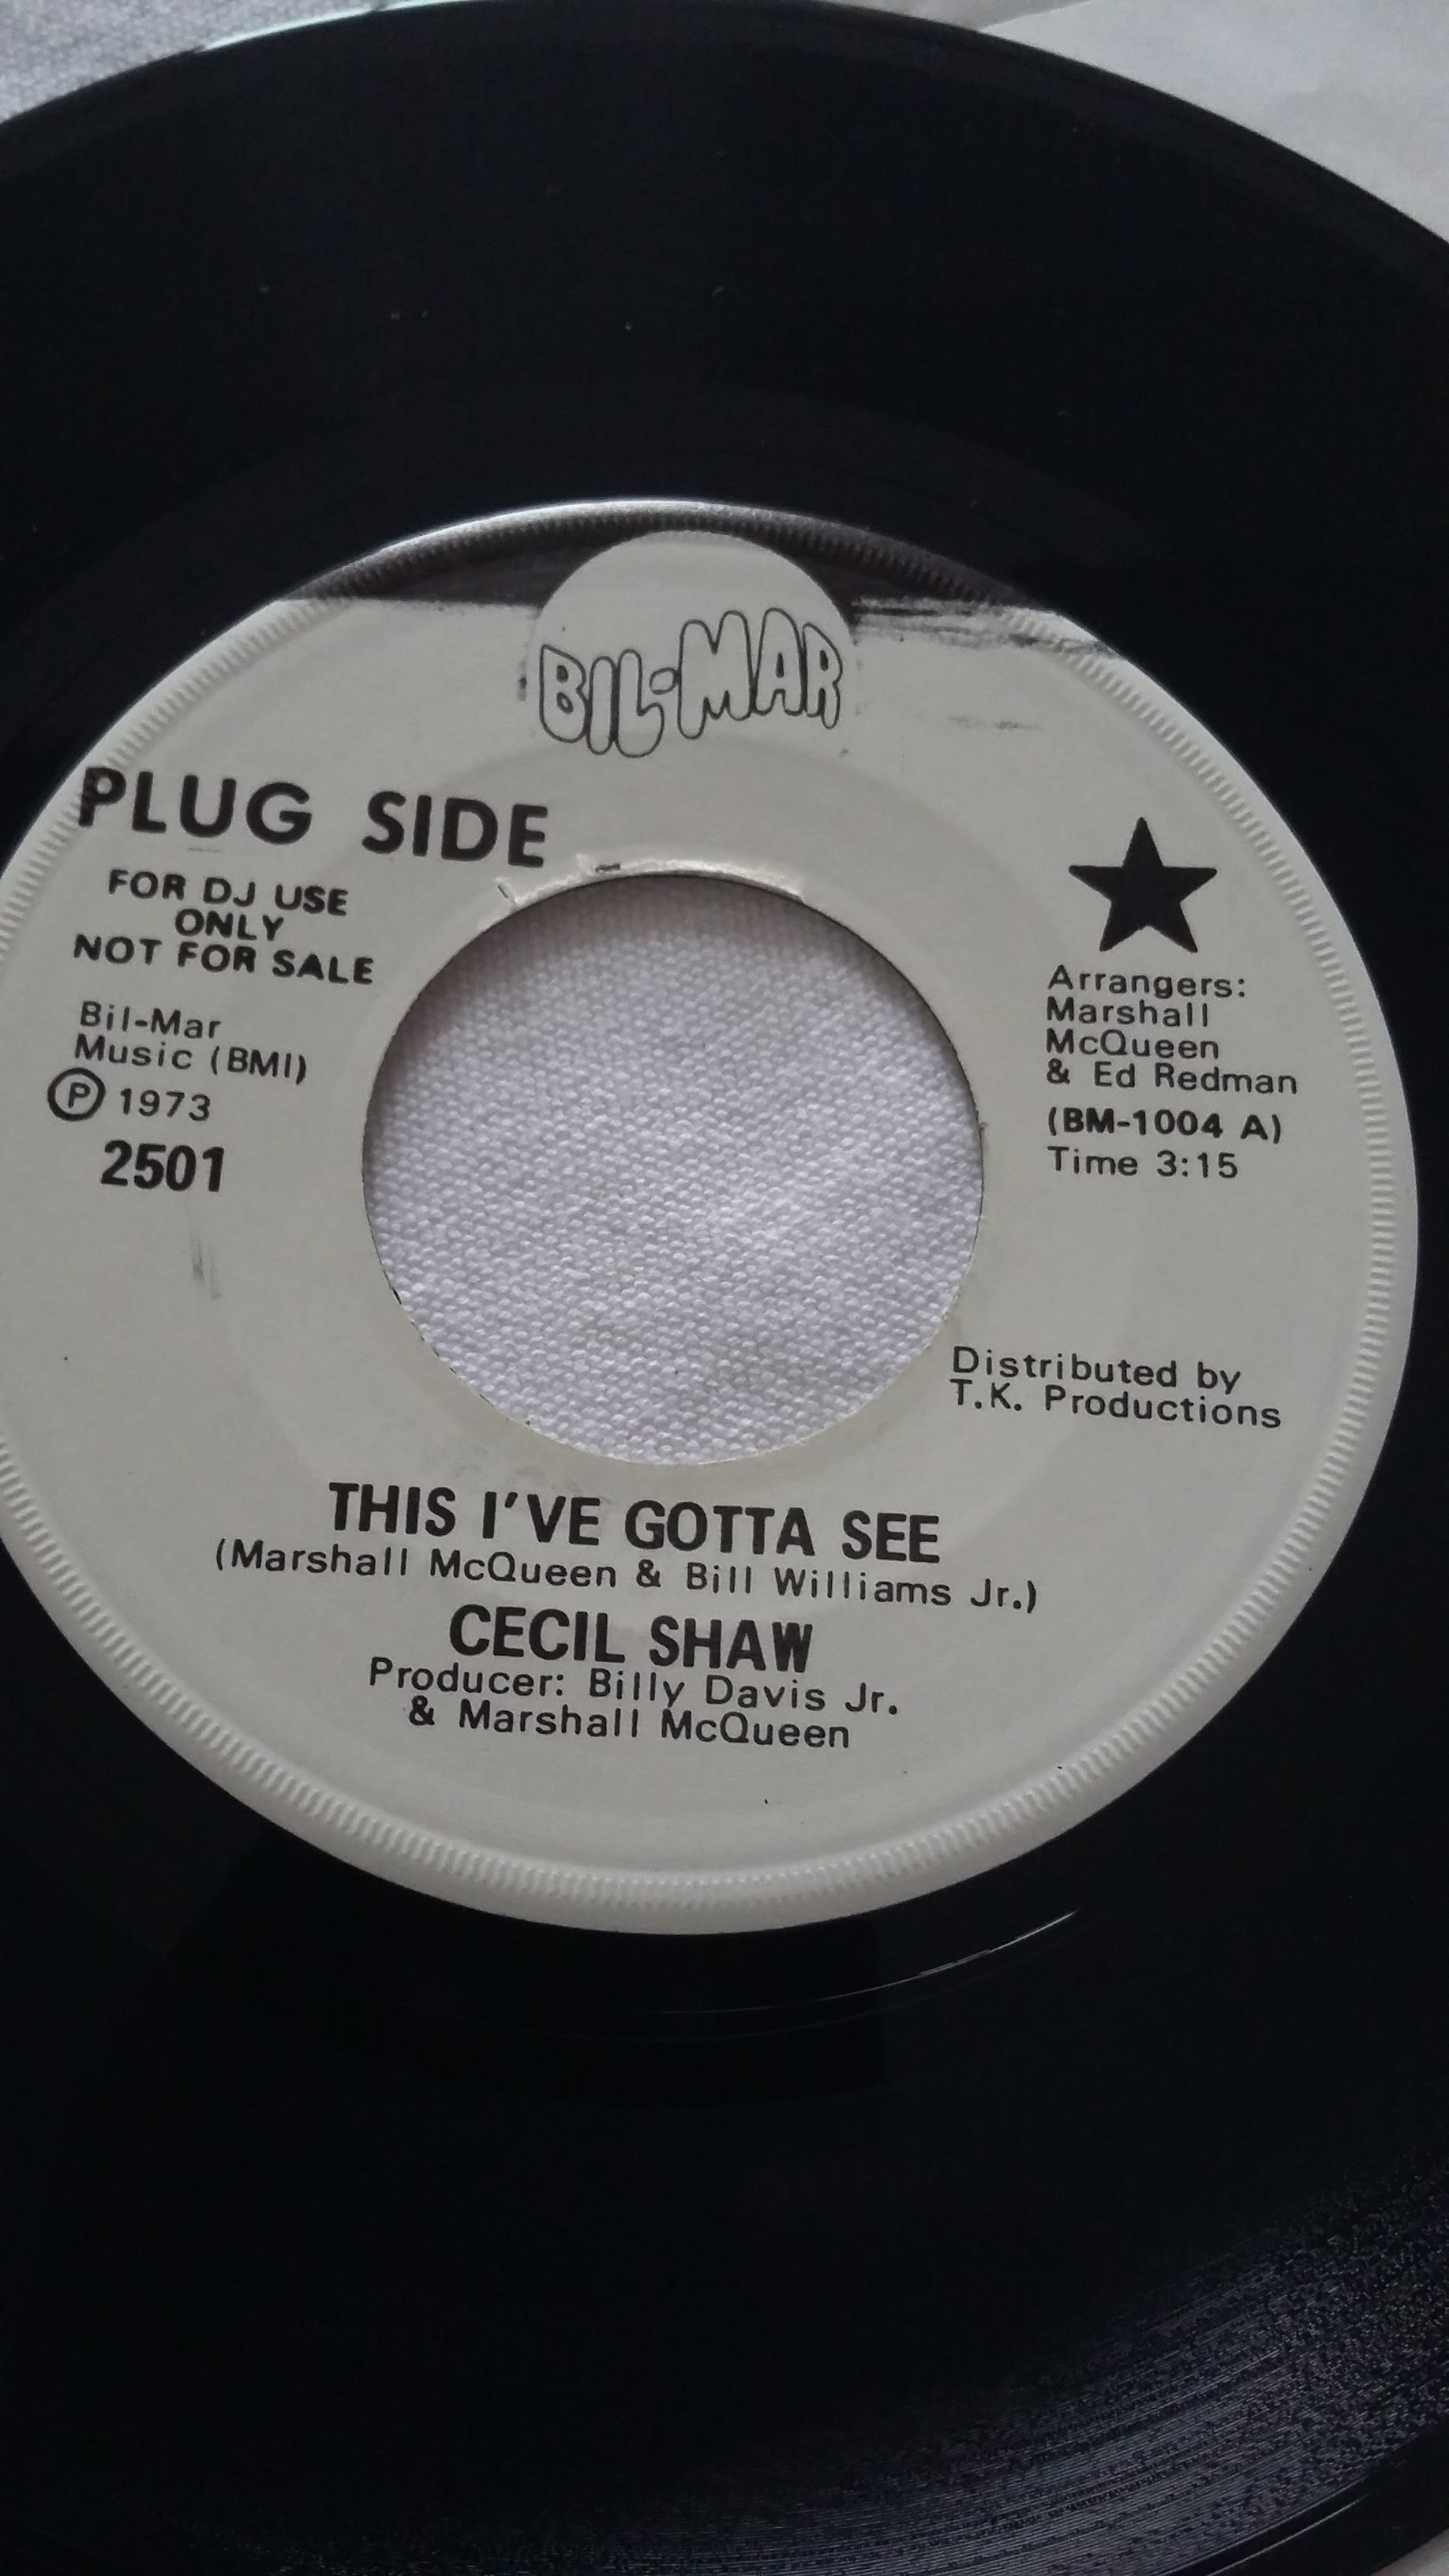 BIL-MAR
PLUG SIDE
FOR DJ USE
ONLY
NOT FOR SALE
Bil-Mar
Music (BMI)
Ⓟ 1973
2501
Arrangers:
Marshall
McQueen
& Ed Redman
(BM-1004 A)
Time 3:15
Distributed by
T.K. Productions
THIS I'VE GOTTA SEE
(Marshall McQueen & Bill Williams Jr.)
CECIL SHAW
Producer: Billy Davis Jr.
& Marshall McQueen